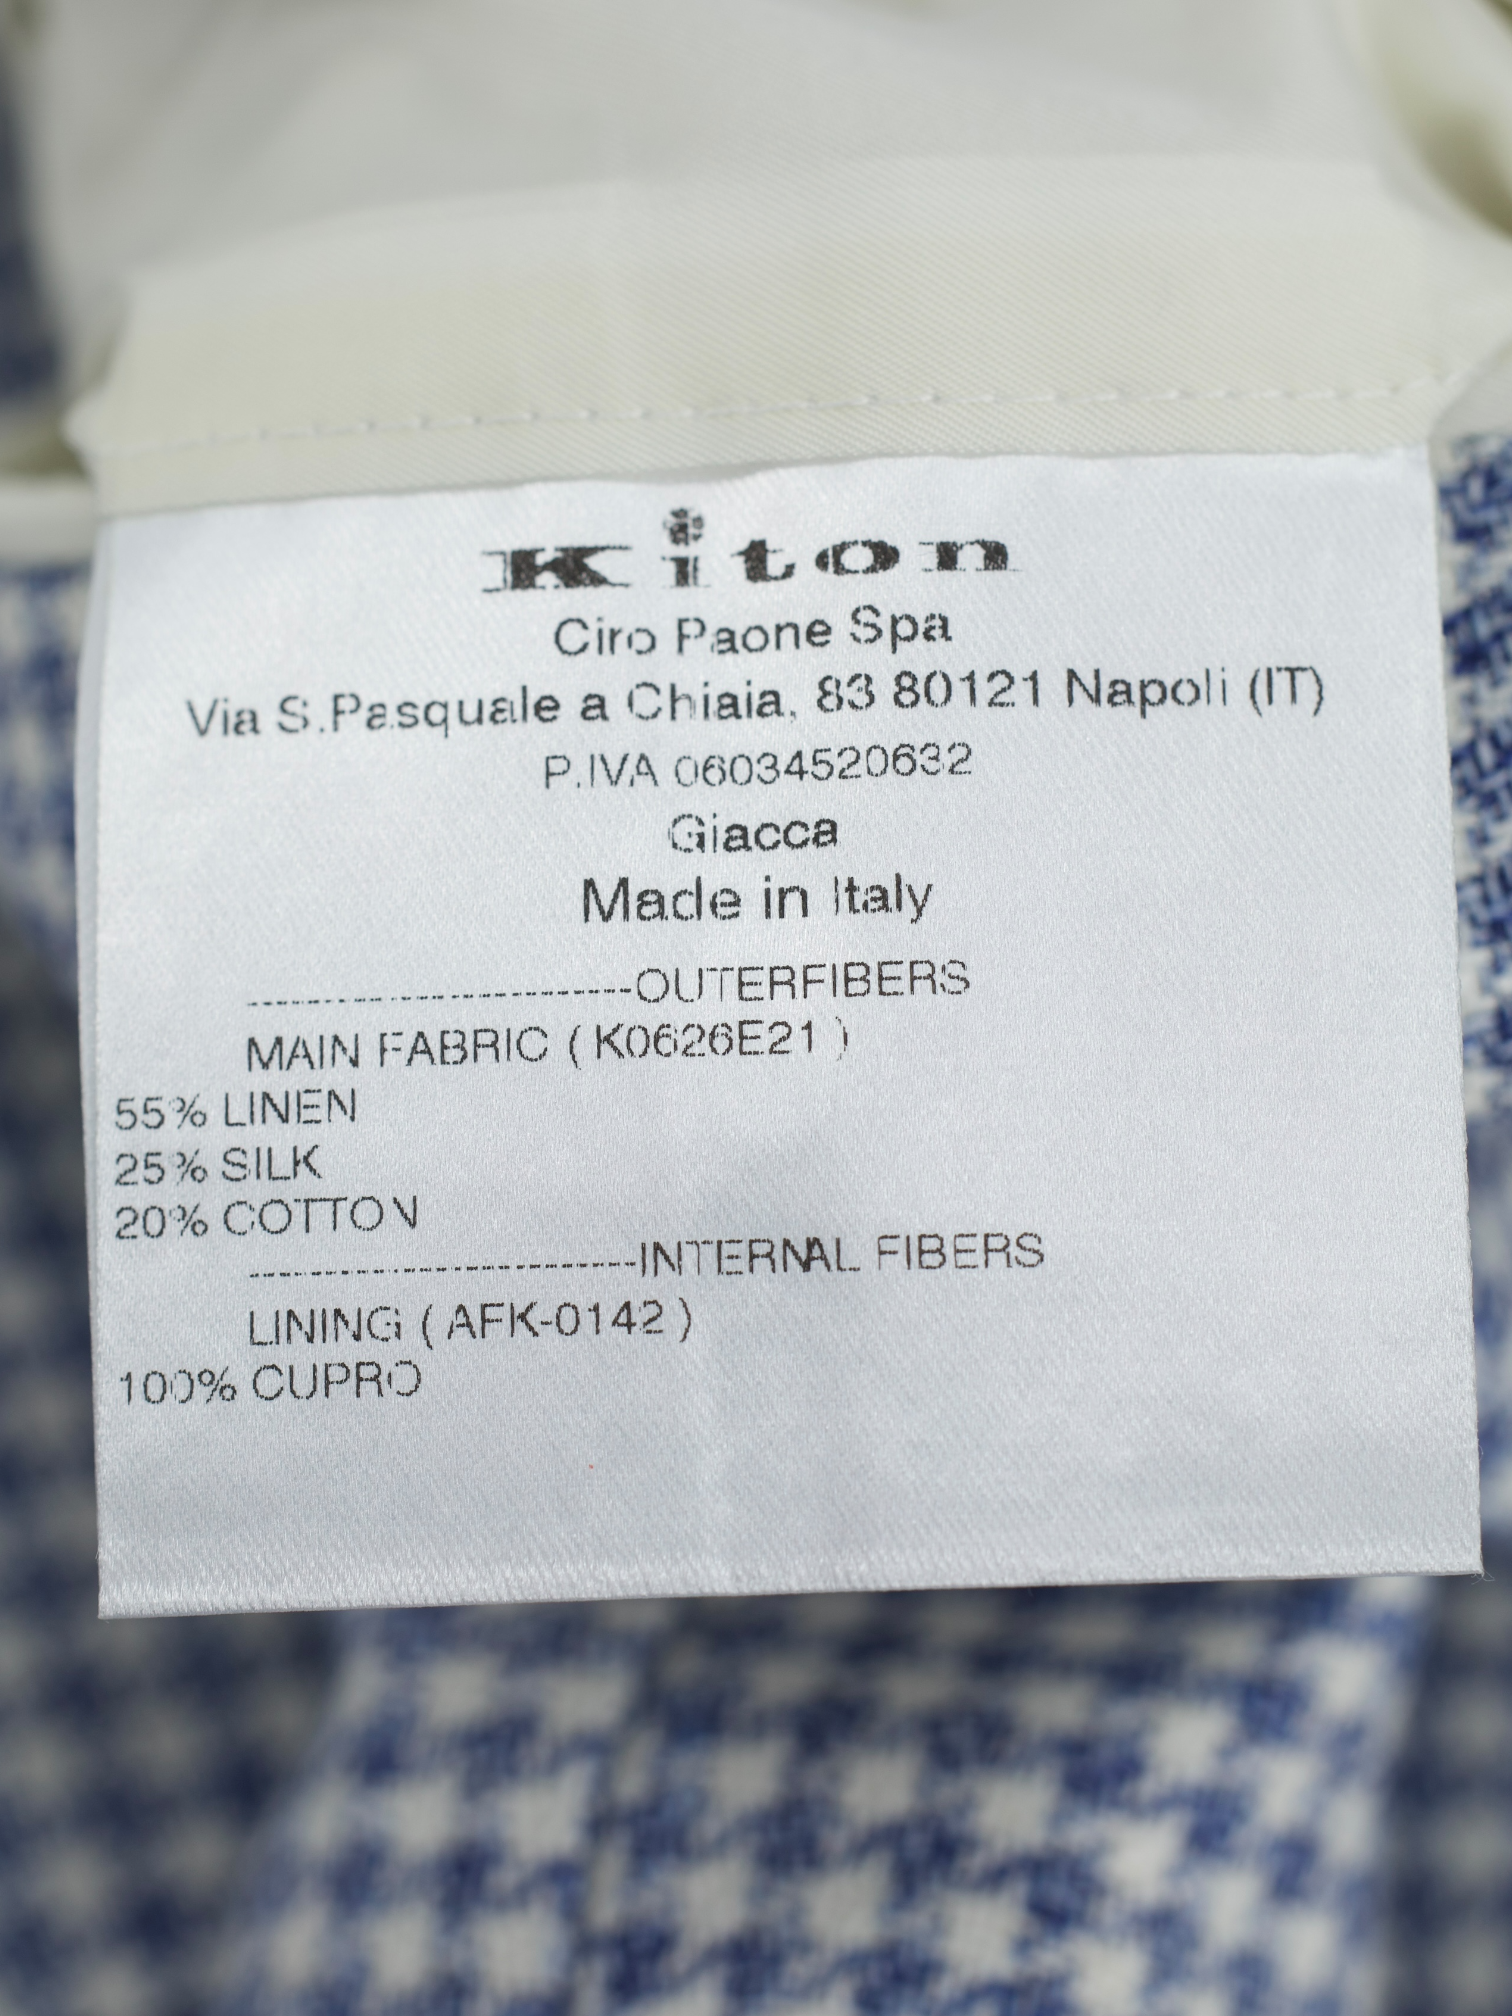 Kiton
Ciro Paone Spa
Via S.Pasquale a Chiaia, 83 80121 Napoli (IT)
P.IVA 06034520632
Giacca
Made in Italy
------------------------------OUTERFIBERS
MAIN FABRIC ( K0626E21 )
55% LINEN
25% SILK
20% COTTON
------------------------------INTERNAL FIBERS
LINING ( AFK-0142 )
100% CUPRO